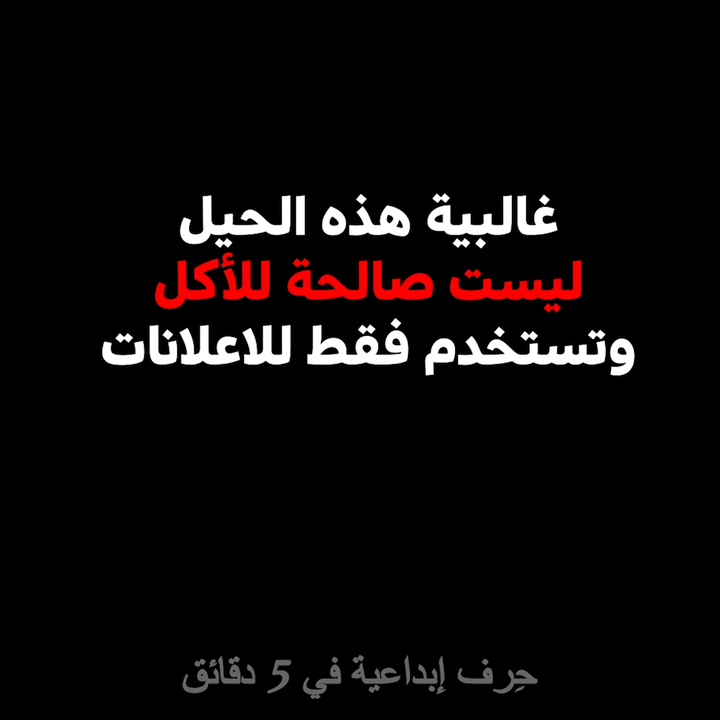 غالبية هذه الحيل
ليست صالحة للأكل
وتستخدم فقط للاعلانات
حِرف إبداعية في 5 دقائق